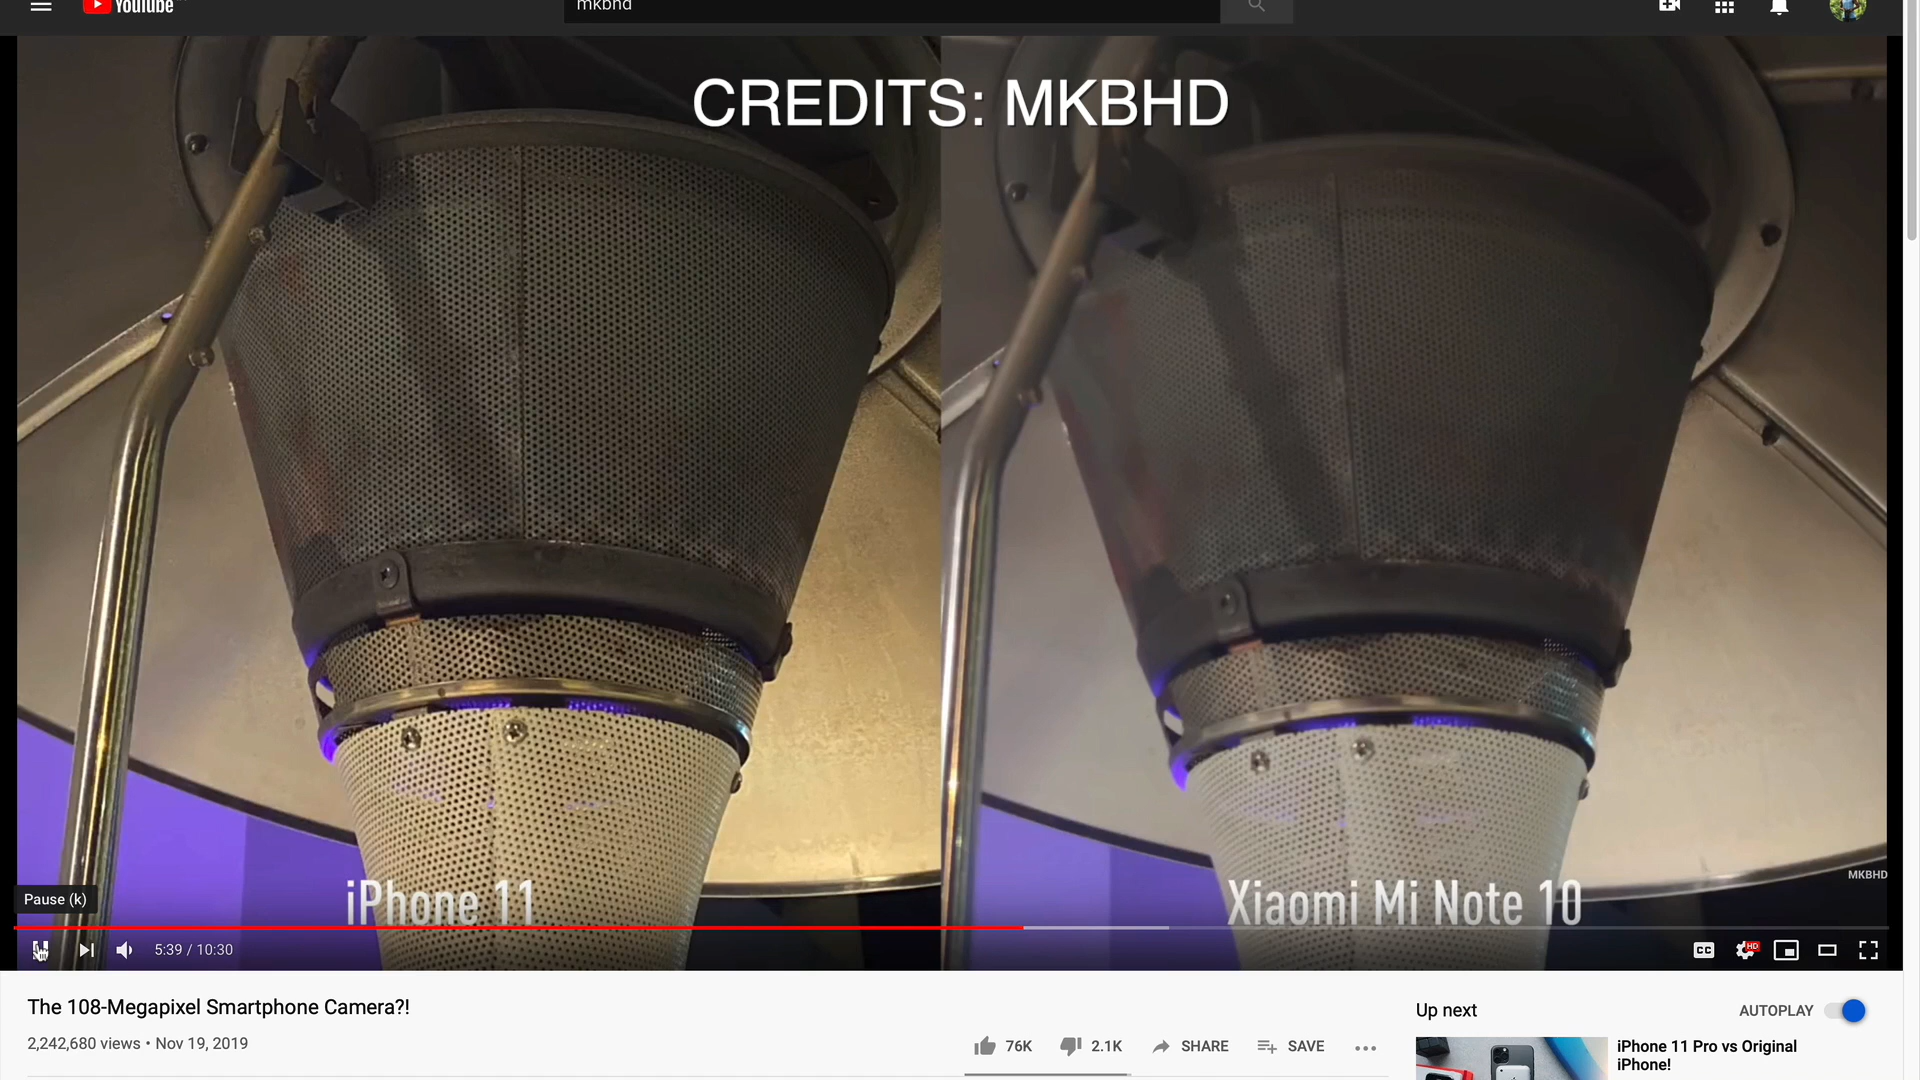 YouTube
mkbhd
CREDITS: MKBHD
iPhone 11
Xiaomi Mi Note 10
MKBHD
Pause (k)
5:39 / 10:30
CC
HD
The 108-Megapixel Smartphone Camera?!
2,242,680 views • Nov 19, 2019
76K
2.1K
SHARE
SAVE
Up next
AUTOPLAY
iPhone 11 Pro vs Original
iPhone!